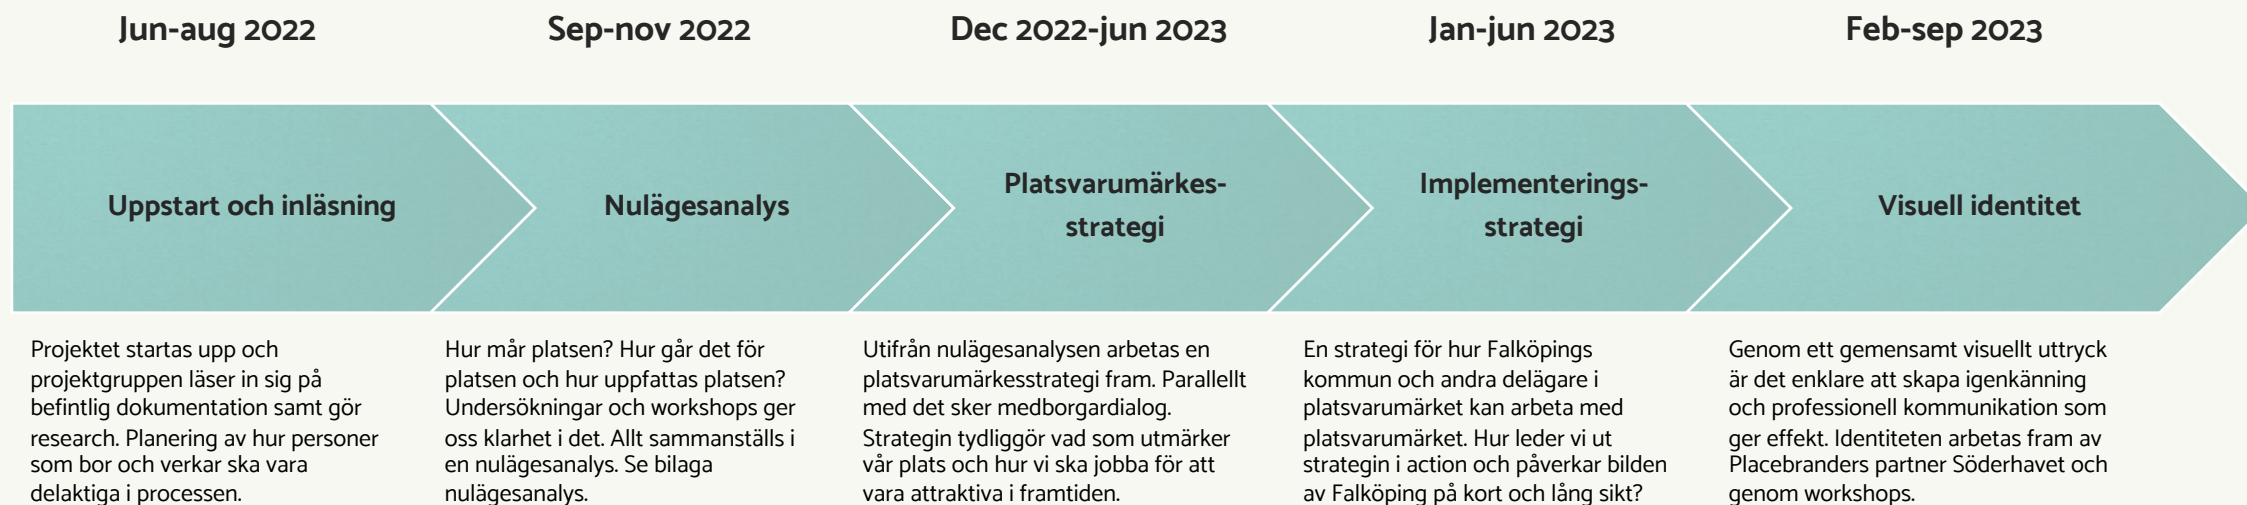 Jun-aug 2022
Sep-nov 2022
Dec 2022-jun 2023
Jan-jun 2023
Feb-sep 2023
Uppstart och inläsning
Nulägesanalys
Platsvarumärkes-
strategi
Implementerings-
strategi
Visuell identitet
Projektet startas upp och
projektgruppen läser in sig på
befintlig dokumentation samt gör
research. Planering av hur personer
som bor och verkar ska vara
delaktiga i processen.
Hur mår platsen? Hur går det för
platsen och hur uppfattas platsen?
Undersökningar och workshops ger
oss klarhet i det. Allt sammanställs i
en nulägesanalys. Se bilaga
nulägesanalys.
Utifrån nulägesanalysen arbetas en
platsvarumärkesstrategi fram. Parallellt
med det sker medborgardialog.
Strategin tydliggör vad som utmärker
vår plats och hur vi ska jobba för att
vara attraktiva i framtiden.
En strategi för hur Falköpings
kommun och andra delägare i
platsvarumärket kan arbeta med
platsvarumärket. Hur leder vi ut
strategin i action och påverkar bilden
av Falköping på kort och lång sikt?
Genom ett gemensamt visuellt uttryck
är det enklare att skapa igenkänning
och professionell kommunikation som
ger effekt. Identiteten arbetas fram av
Placebranders partner Söderhavet och
genom workshops.